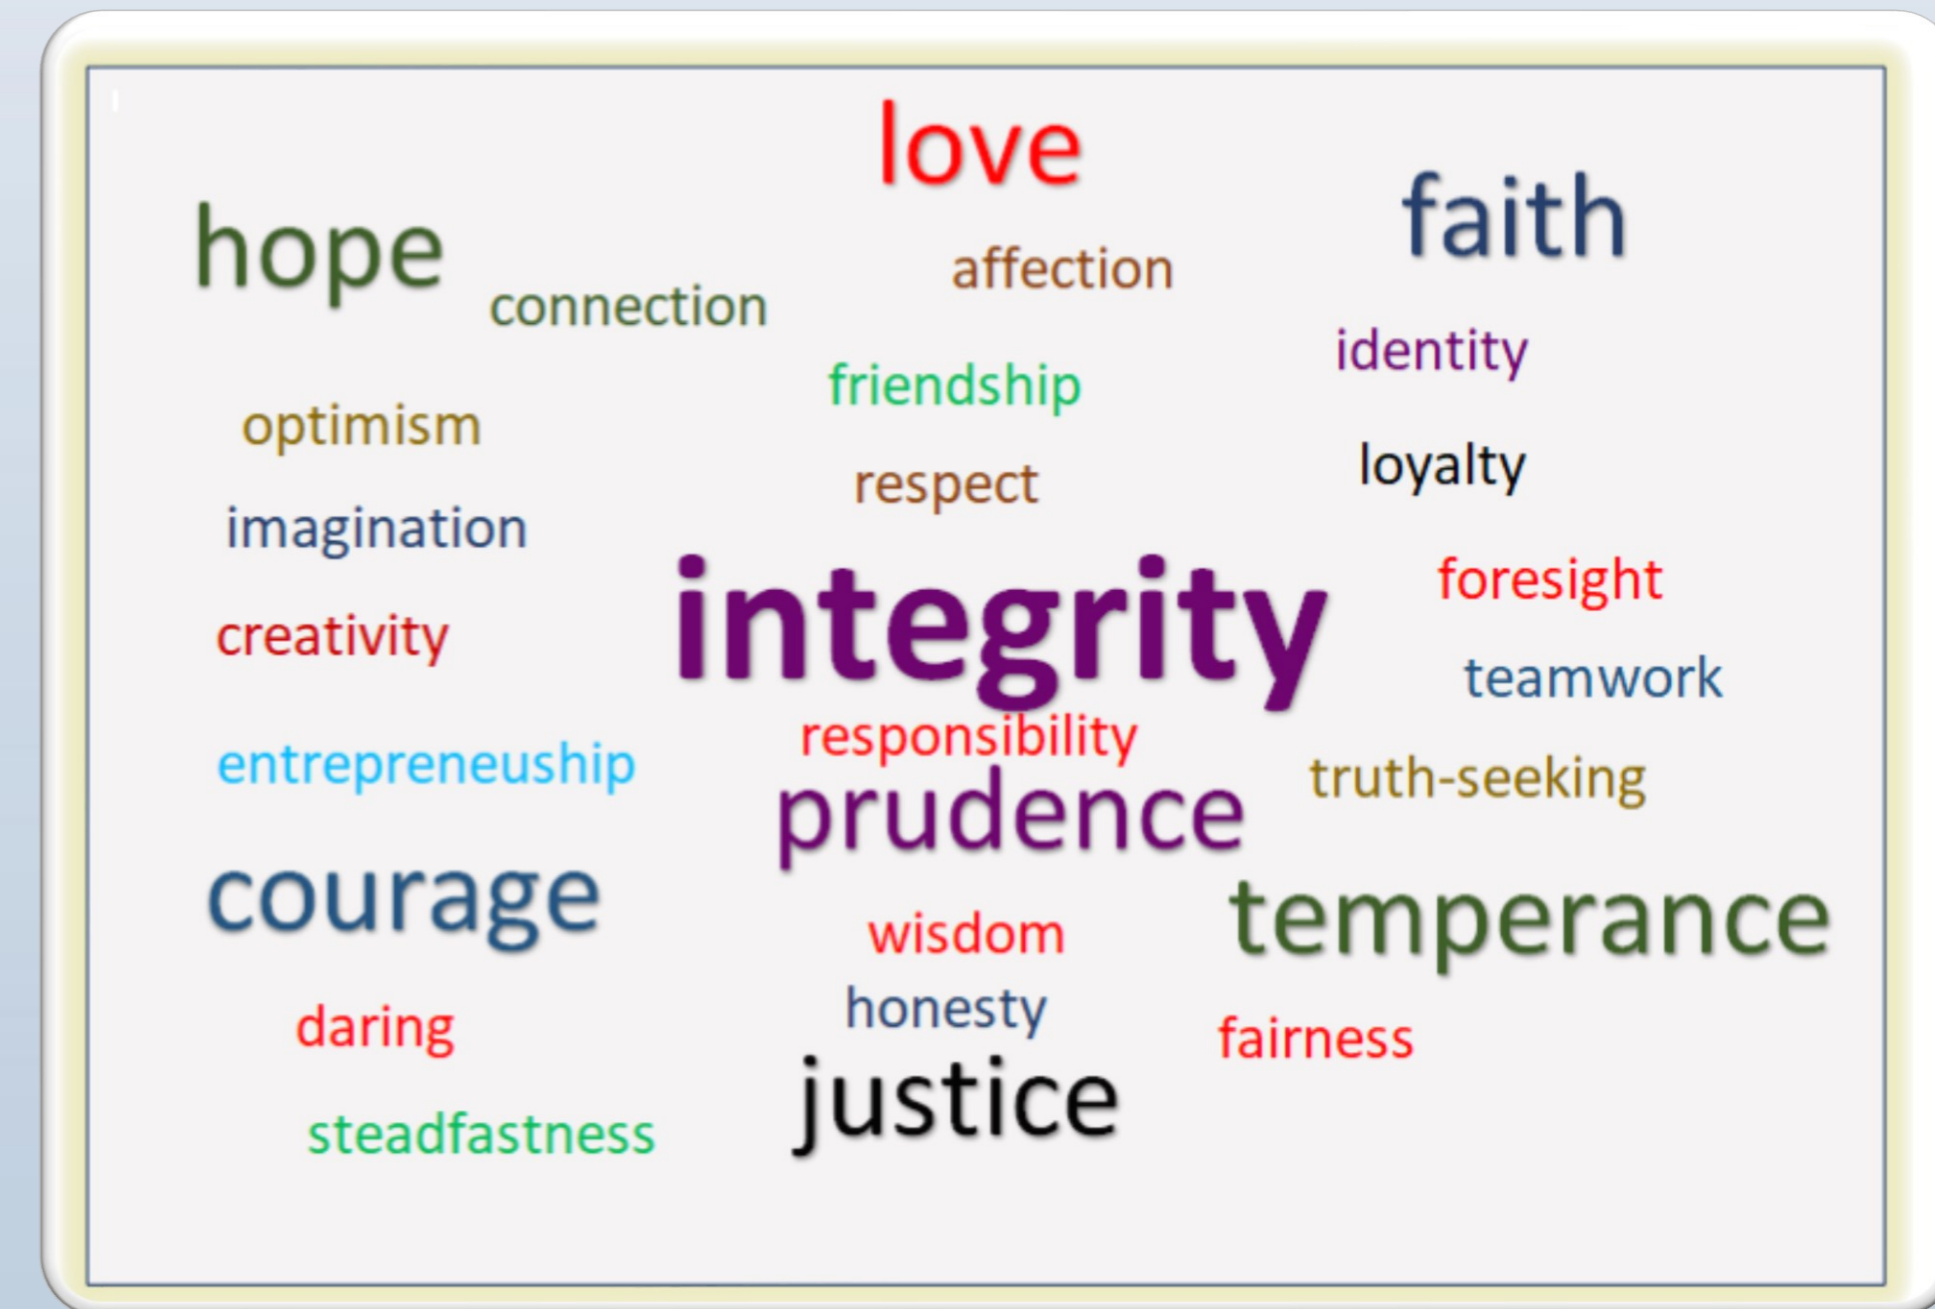 love
faith
hope
affection
connection
identity
friendship
optimism
loyalty
respect
imagination
integrity
foresight
creativity
teamwork
responsibility
entrepreneuship
truth-seeking
prudence
courage
temperance
wisdom
honesty
daring
fairness
justice
steadfastness